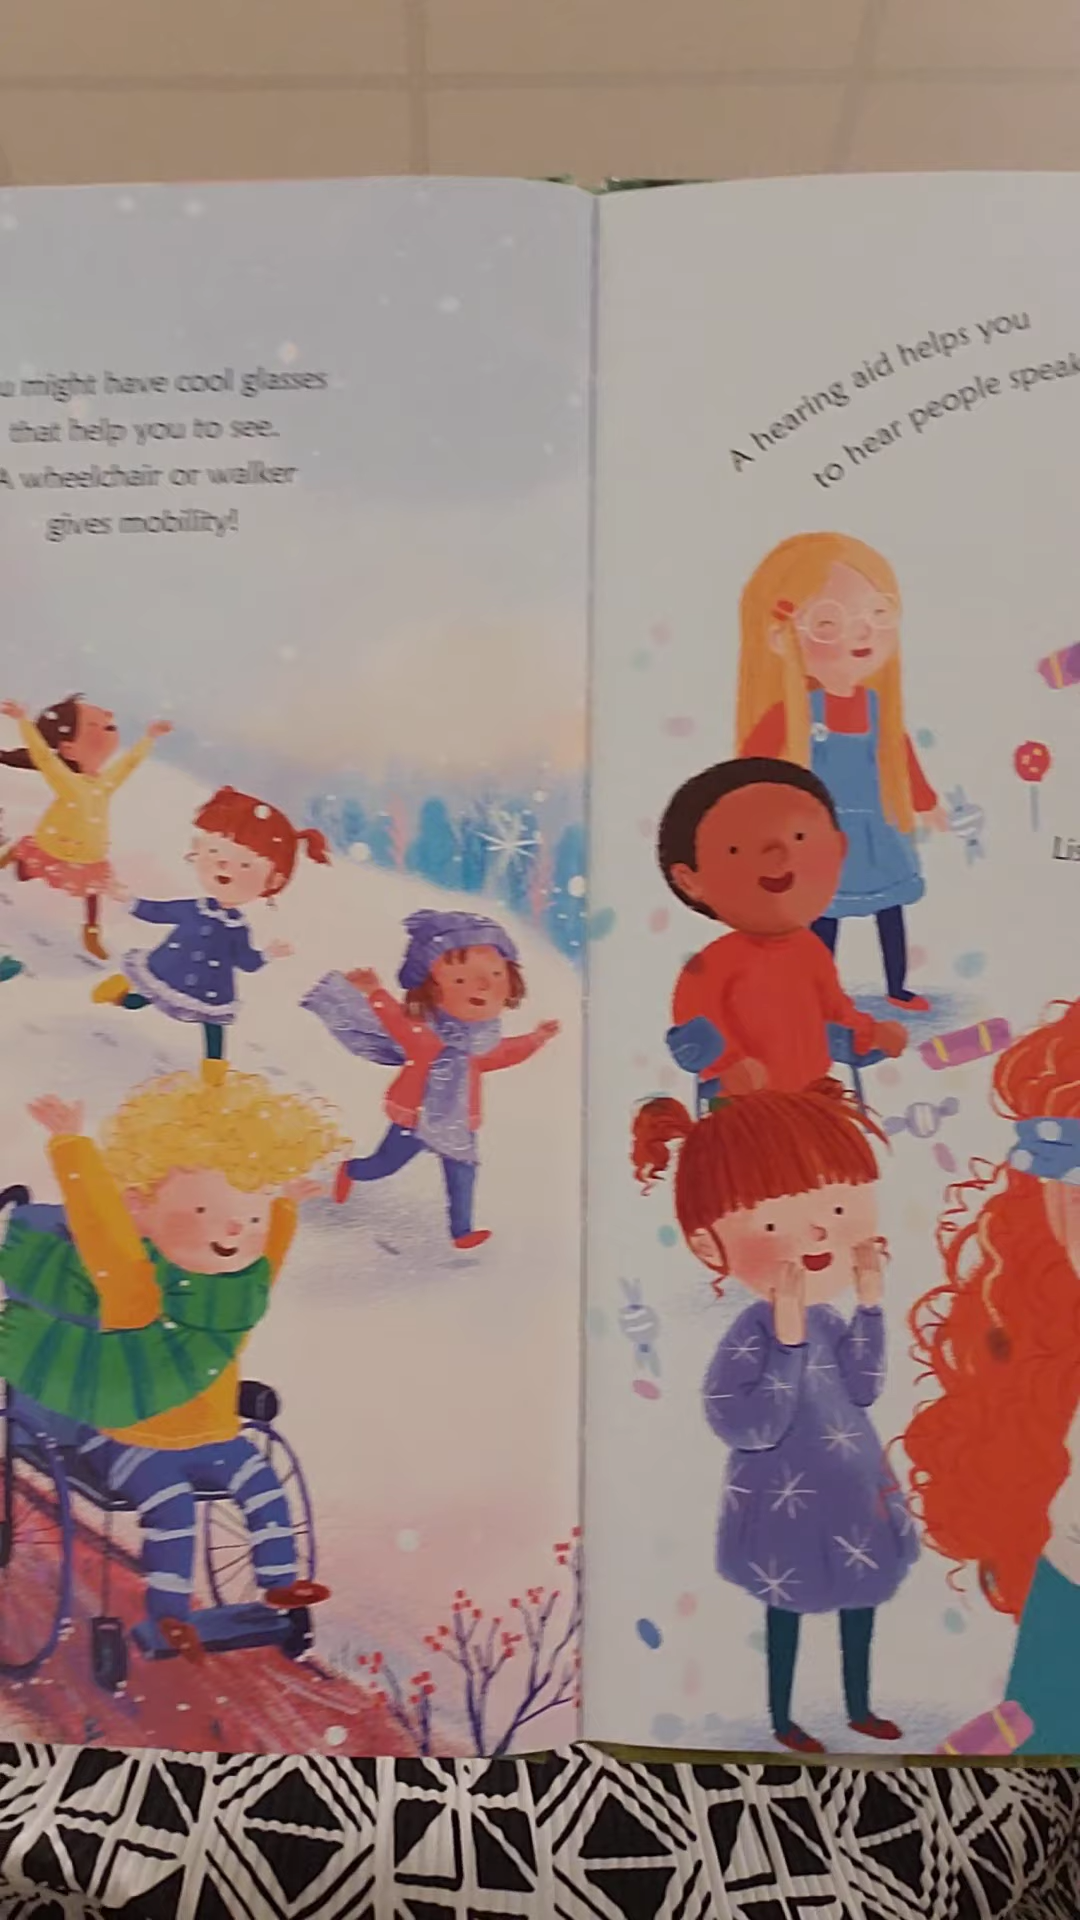 u might have cool glasses
that help you to see.
A wheelchair or walker
gives mobility!
A hearing aid helps you
to hear people speak
Lis